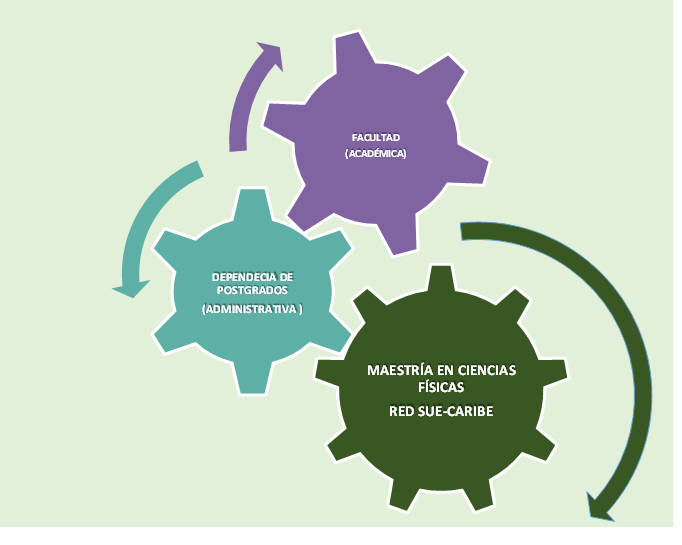 FACULTAD
(ACADÉMICA)
DEPENDECIA DE
POSTGRADOS
(ADMINISTRATIVA )
MAESTRÍA EN CIENCIAS
FÍSICAS
RED SUE-CARIBE